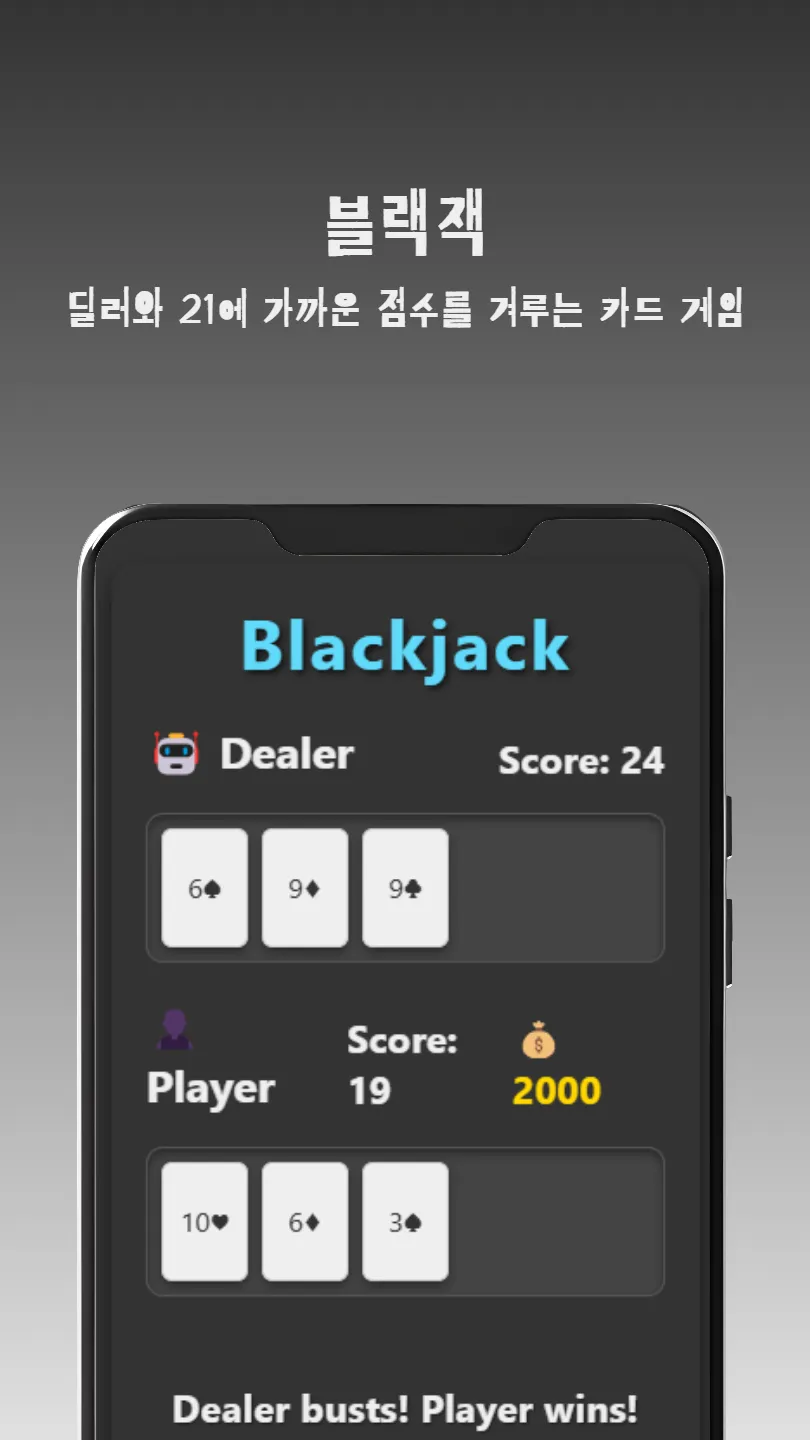 블랙잭
딜러와 21에 가까운 점수를 겨루는 카드 게임
Blackjack
Dealer
Score: 24
6♠
9♦
9♣
Player
Score:
19
$
2000
10♥
6♦
3♠
Dealer busts! Player wins!